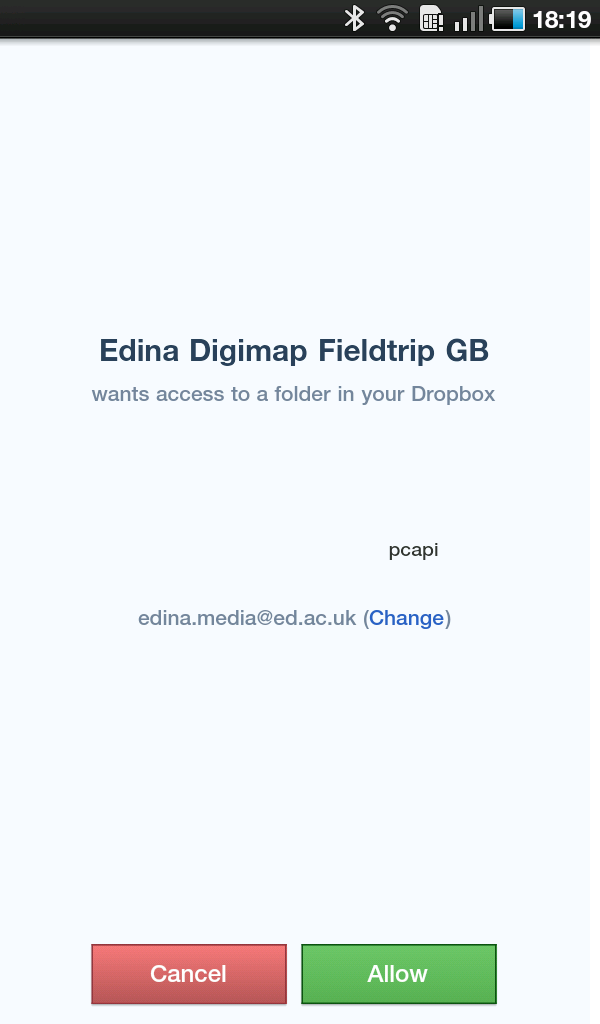 18:19
Edina Digimap Fieldtrip GB
wants access to a folder in your Dropbox
pcapi
edina.media@ed.ac.uk (Change)
Cancel Allow